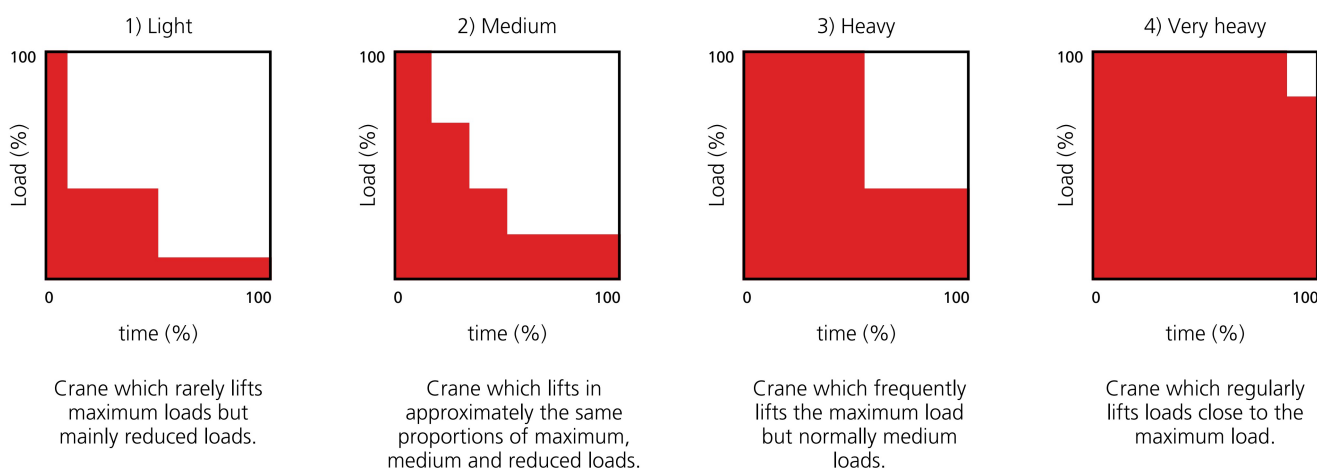 1) Light
100
Load (%)
0
100
time (%)
Crane which rarely lifts
maximum loads but
mainly reduced loads.
2) Medium
100
Load (%)
0
100
time (%)
Crane which lifts in
approximately the same
proportions of maximum,
medium and reduced loads.
3) Heavy
100
Load (%)
0
100
time (%)
Crane which frequently
lifts the maximum load
but normally medium
loads.
4) Very heavy
100
Load (%)
0
100
time (%)
Crane which regularly
lifts loads close to the
maximum load.